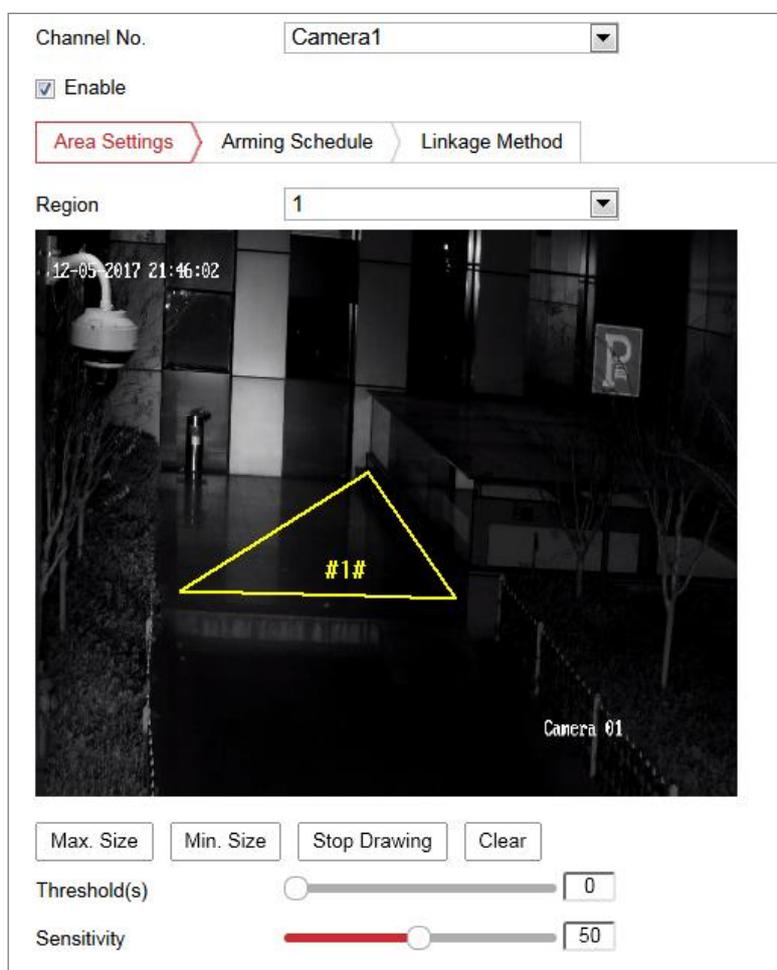 Channel No. Camera1
Enable
Area Settings Arming Schedule Linkage Method
Region 1
12-05-2017 21:46:02
P
#1#
Camera 01
Max. Size Min. Size Stop Drawing Clear
Threshold(s) 0
Sensitivity 50